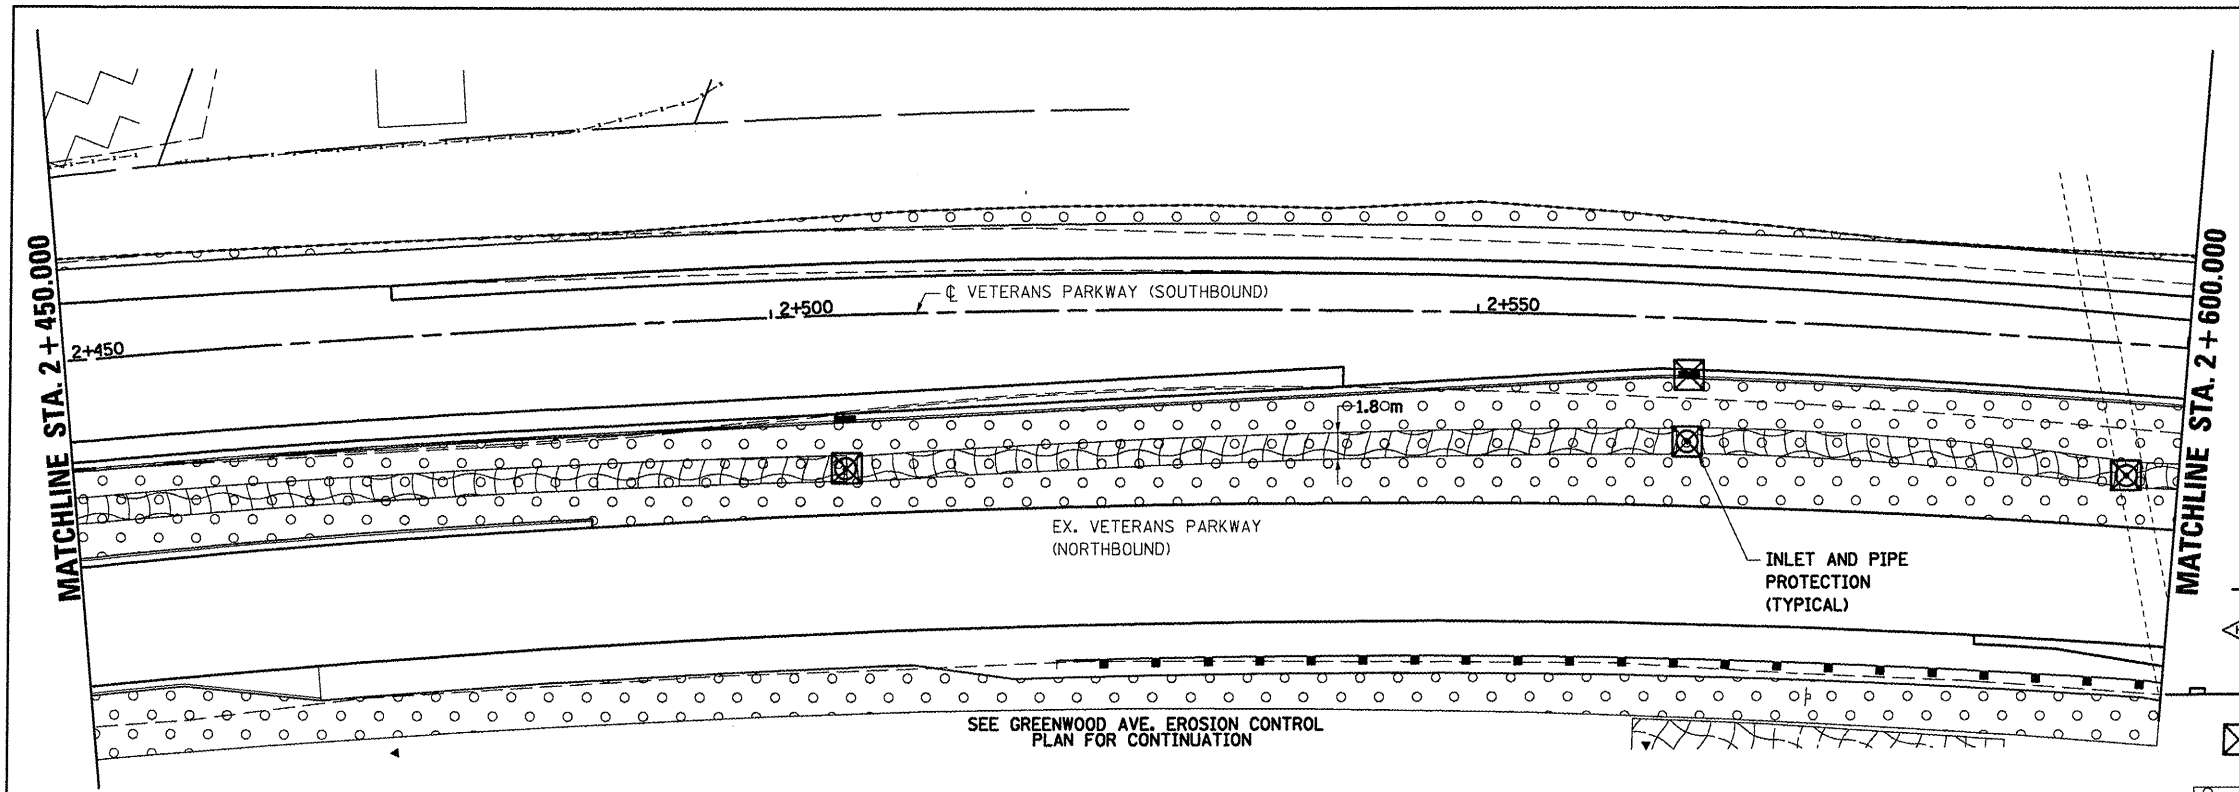 MATCHLINE STA. 2+450.000
MATCHLINE STA. 2+600.000
℄ VETERANS PARKWAY (SOUTHBOUND)
2+500
2+550
2+450
1.80m
EX. VETERANS PARKWAY
(NORTHBOUND)
INLET AND PIPE
PROTECTION
(TYPICAL)
SEE GREENWOOD AVE. EROSION CONTROL
PLAN FOR CONTINUATION